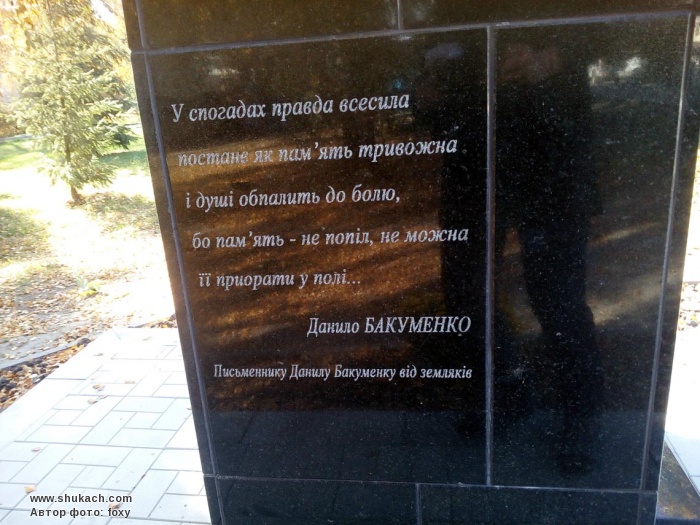 У спогадах правда всесила
постане як пам’ять тривожна
і душі обпалить до болю,
бо пам’ять - не попіл, не можна
її приорати у полі...
Данило БАКУМЕНКО
Письменнику Данилу Бакуменку від земляків
www.shukach.com
Автор фото: foxy